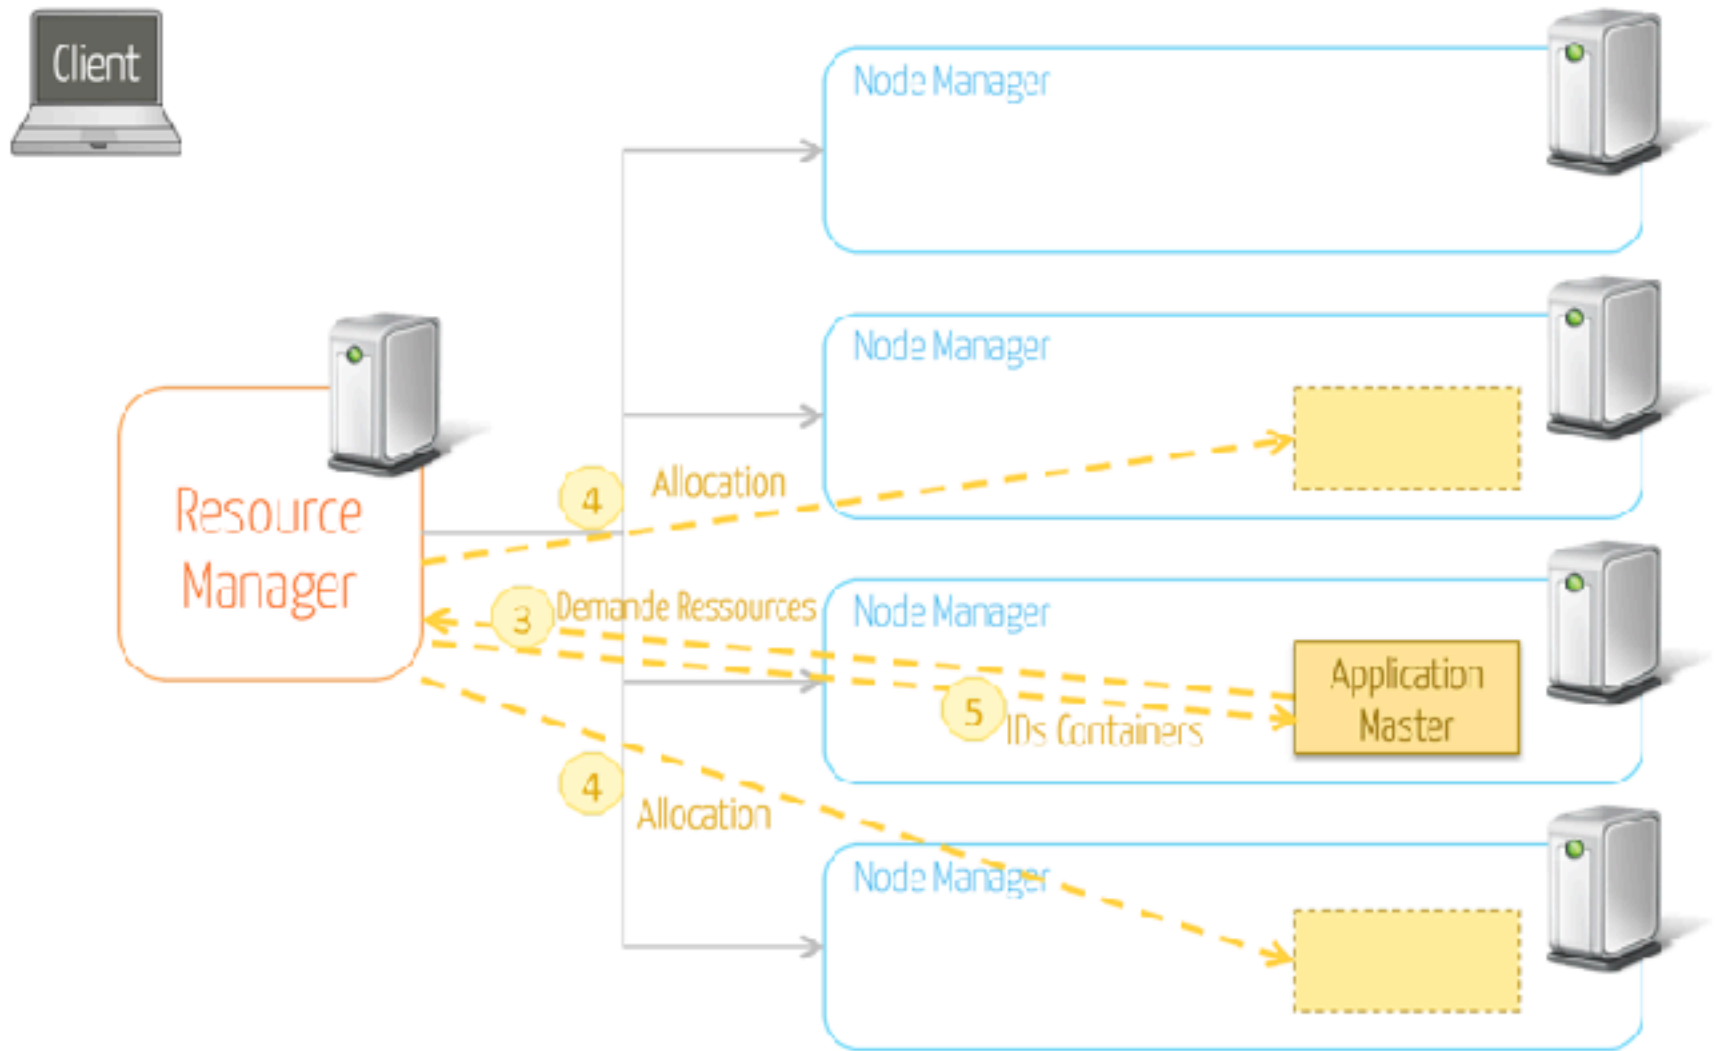 Client
Node Manager
Node Manager
4
Allocation
Resource
Manager
3
Demande Ressources
Node Manager
Application
Master
5
IDs Containers
4
Allocation
Node Manager